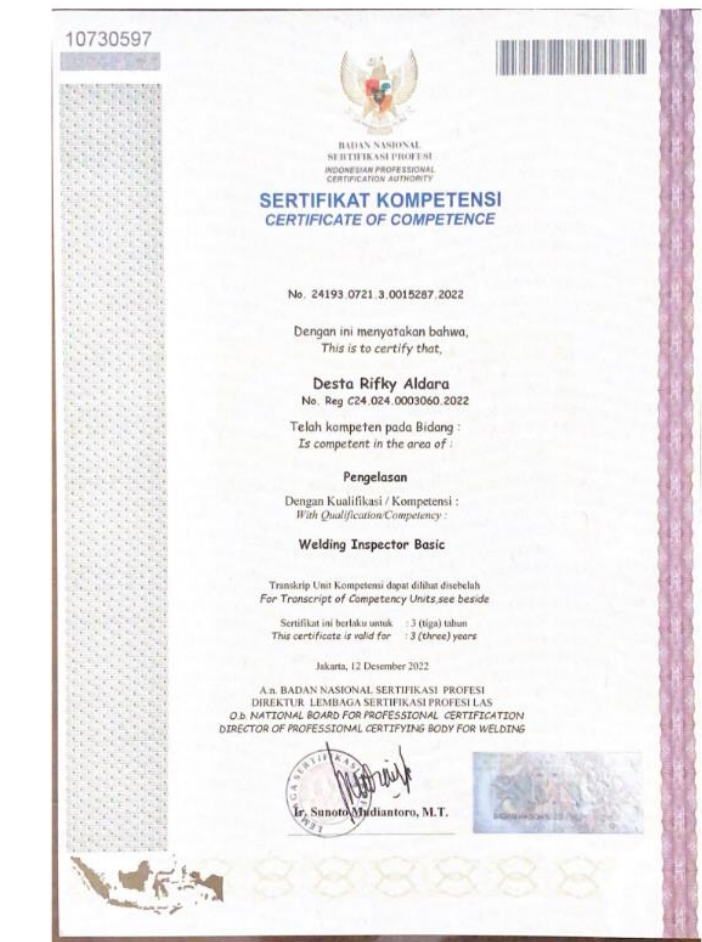 10730597
BADAN NASIONAL
SERTIFIKASI PROFESI
INDONESIAN PROFESSIONAL
CERTIFICATION AUTHORITY
SERTIFIKAT KOMPETENSI
CERTIFICATE OF COMPETENCE
No. 24193.0721.3.0015287.2022
Dengan ini menyatakan bahwa,
This is to certify that,
Desta Rifky Aldara
No. Reg C24.024.0003060.2022
Telah kompeten pada Bidang :
Is competent in the area of :
Pengelasan
Dengan Kualifikasi / Kompetensi :
With Qualification/Competency :
Welding Inspector Basic
Transkrip Unit Kompetensi dapat dilihat disebelah
For Transcript of Competency Units,see beside
Sertifikat ini berlaku untuk : 3 (tiga) tahun
This certificate is valid for : 3 (three) years
Jakarta, 12 Desember 2022
A.n. BADAN NASIONAL SERTIFIKASI PROFESI
DIREKTUR LEMBAGA SERTIFIKASI PROFESI LAS
O.b. NATIONAL BOARD FOR PROFESSIONAL CERTIFICATION
DIRECTOR OF PROFESSIONAL CERTIFYING BODY FOR WELDING
Ir. Sunoto Mudiantoro, M.T.